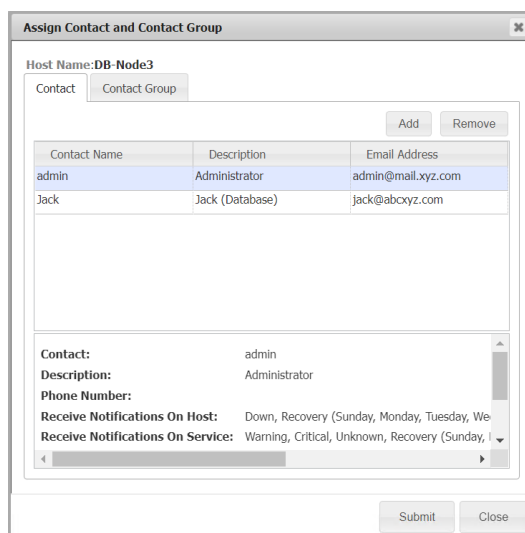 Assign Contact and Contact Group
Host Name:DB-Node3
Contact Contact Group
Add Remove
Contact Name Description Email Address
admin Administrator admin@mail.xyz.com
Jack Jack (Database) jack@abcxyz.com
Contact: admin
Description: Administrator
Phone Number:
Receive Notifications On Host: Down, Recovery (Sunday, Monday, Tuesday, We
Receive Notifications On Service: Warning, Critical, Unknown, Recovery (Sunday,
Submit Close